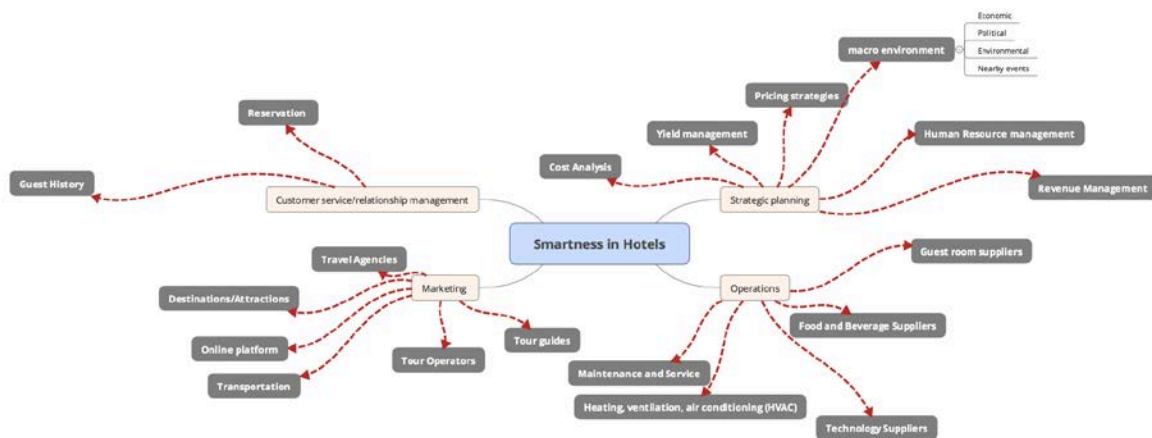 Economic
Political
macro environment
Environmental
Nearby events
Pricing strategies
Reservation
Yield management
Human Resource management
Cost Analysis
Guest History
Revenue Management
Customer service/relationship management
Strategic planning
Smartness in Hotels
Guest room suppliers
Travel Agencies
Marketing
Operations
Destinations/Attractions
Food and Beverage Suppliers
Online platform
Tour guides
Tour Operators
Maintenance and Service
Transportation
Heating, ventilation, air conditioning (HVAC)
Technology Suppliers